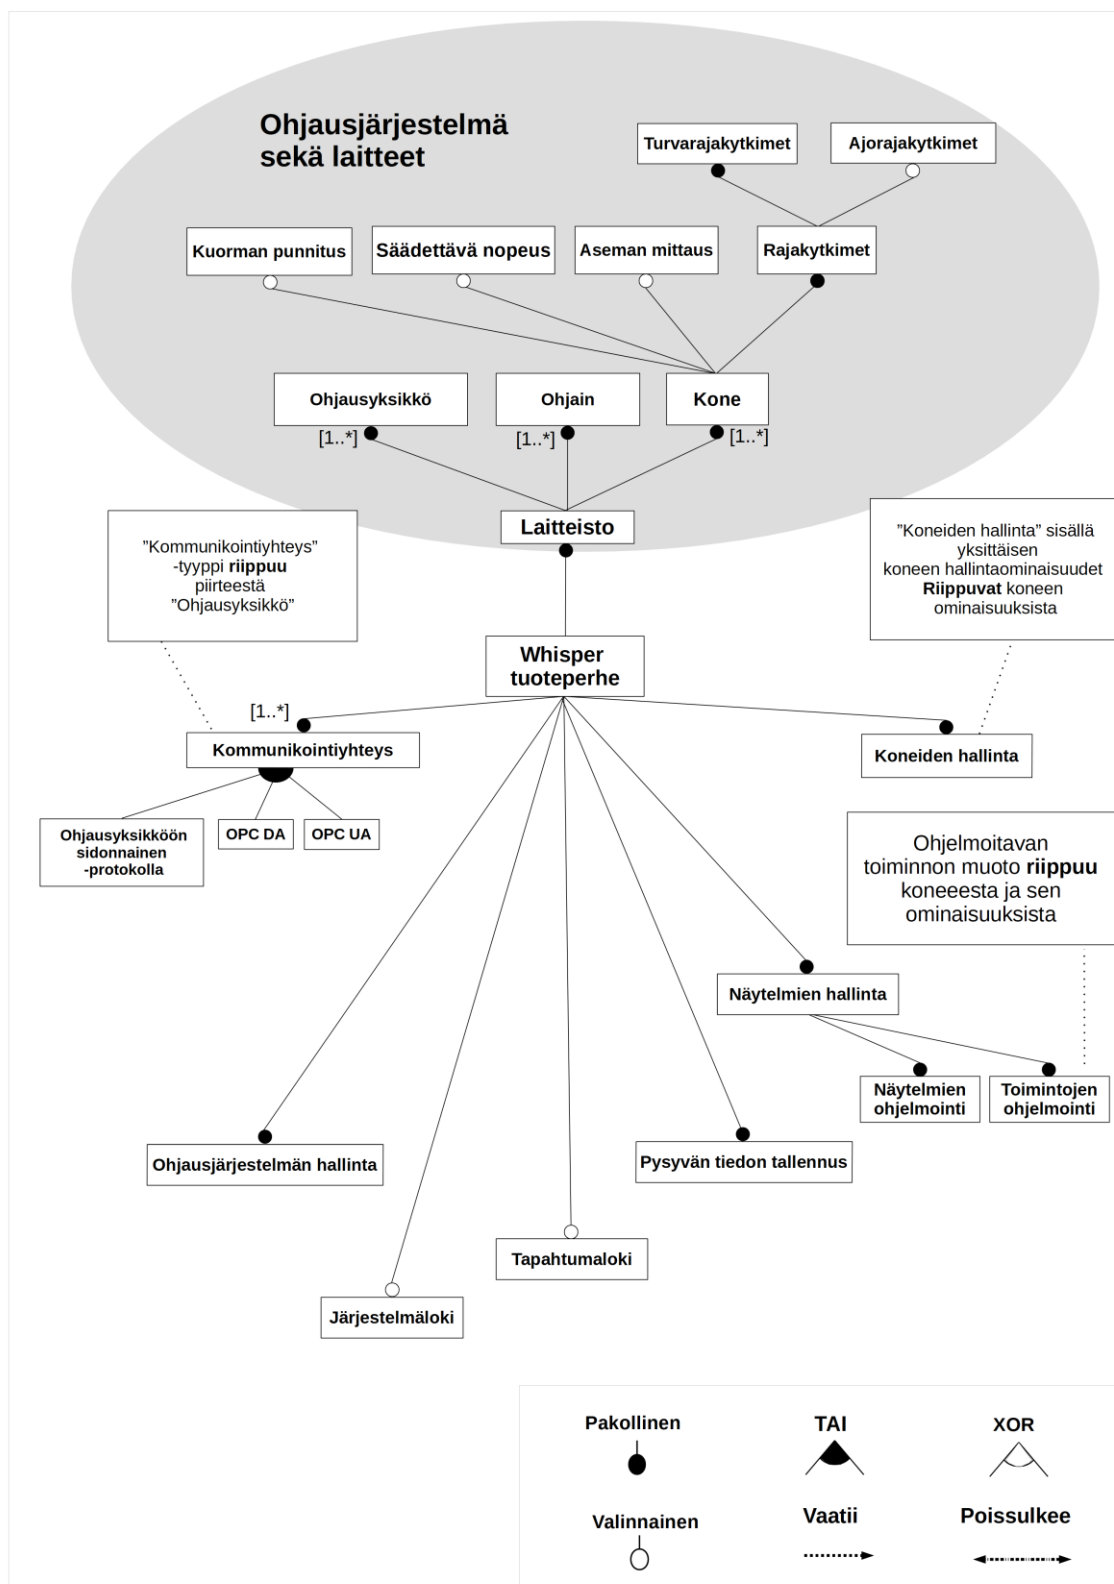 Ohjausjärjestelmä
sekä laitteet
Turvarajakytkimet
Ajorajakytkimet
Kuorman punnitus
Säädettävä nopeus
Aseman mittaus
Rajakytkimet
Ohjausyksikkö
Ohjain
Kone
[1..*]
[1..*]
[1..*]
Laitteisto
"Kommunikointiyhteys"
-tyyppi riippuu
piirteestä
"Ohjausyksikkö"
"Koneiden hallinta" sisällä
yksittäisen
koneen hallintaominaisuudet
Riippuvat koneen
ominaisuuksista
Whisper
tuoteperhe
[1..*]
Kommunikointiyhteys
Koneiden hallinta
Ohjausyksikköön
sidonnainen
-protokolla
OPC DA
OPC UA
Ohjelmoitavan
toiminnon muoto riippuu
koneeesta ja sen
ominaisuuksista
Näytelmien hallinta
Näytelmien
ohjelmointi
Toimintojen
ohjelmointi
Ohjausjärjestelmän hallinta
Pysyvän tiedon tallennus
Tapahtumaloki
Järjestelmäloki
Pakollinen
TAI
XOR
Valinnainen
Vaatii
Poissulkee